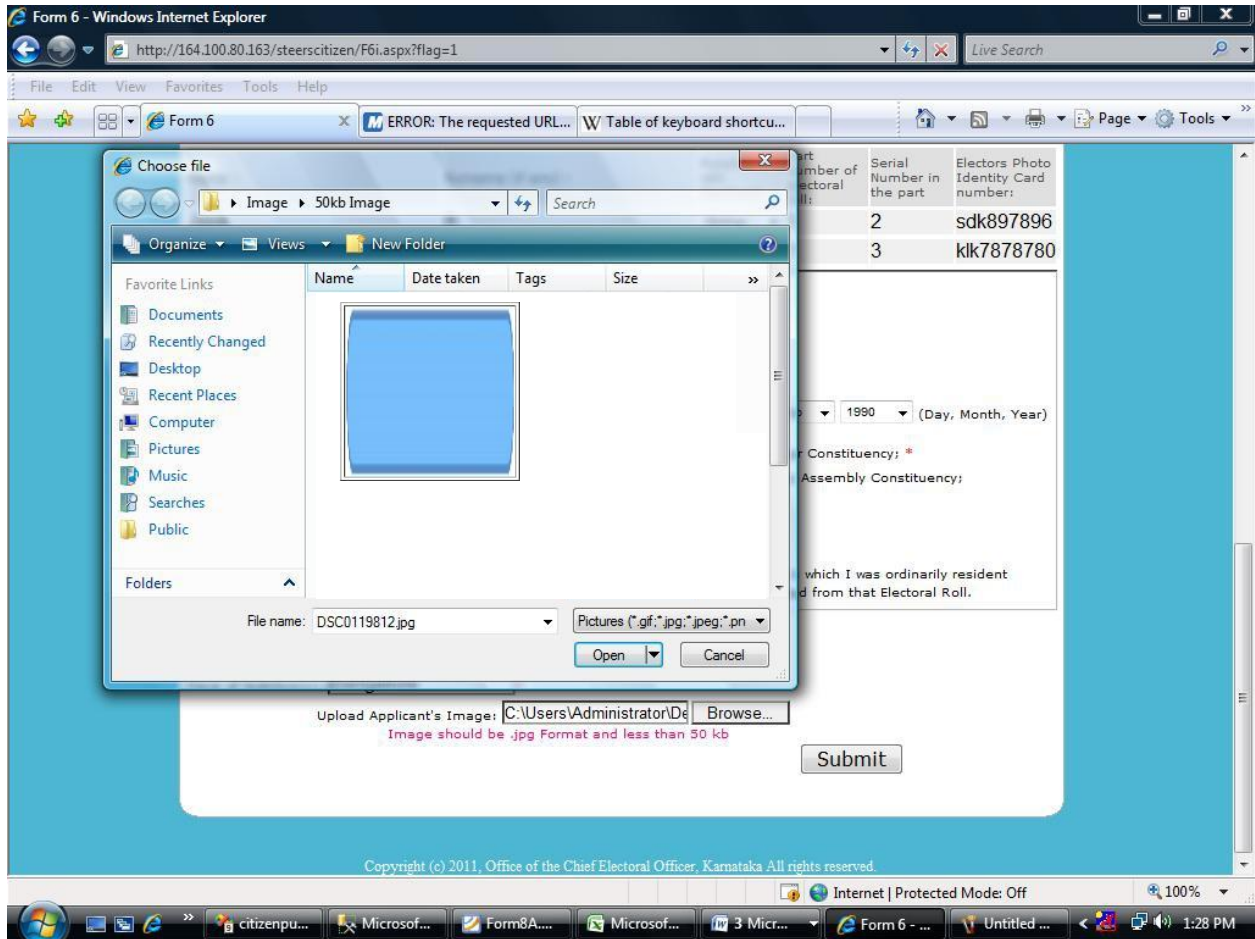 Form 6 - Windows Internet Explorer
http://164.100.80.163/steerscitizen/F6i.aspx?flag=1
Live Search
File Edit View Favorites Tools Help
Form 6
ERROR: The requested URL...
W Table of keyboard shortcu...
Page
Tools
Choose file
Image
50kb Image
Search
Organize
Views
New Folder
Name
Date taken
Tags
Size
Favorite Links
Documents
Recently Changed
Desktop
Recent Places
Computer
Pictures
Music
Searches
Public
Folders
File name: DSC0119812.jpg
Pictures (*.gif;*.jpg;*.jpeg;*.pn
Open
Cancel
Serial Number in the part
Electors Photo Identity Card number:
2 sdk897896
3 klk7878780
1990 (Day, Month, Year)
Constituency; *
Assembly Constituency;
which I was ordinarily resident
from that Electoral Roll.
Upload Applicant's Image: C:\Users\Administrator\De Browse...
Image should be .jpg Format and less than 50 kb
Submit
Copyright (c) 2011, Office of the Chief Electoral Officer, Karnataka All rights reserved.
Internet | Protected Mode: Off
100%
citizenpu...
Microsof...
Form8A....
Microsof...
3 Micr...
Form 6 - ...
Untitled ...
1:28 PM